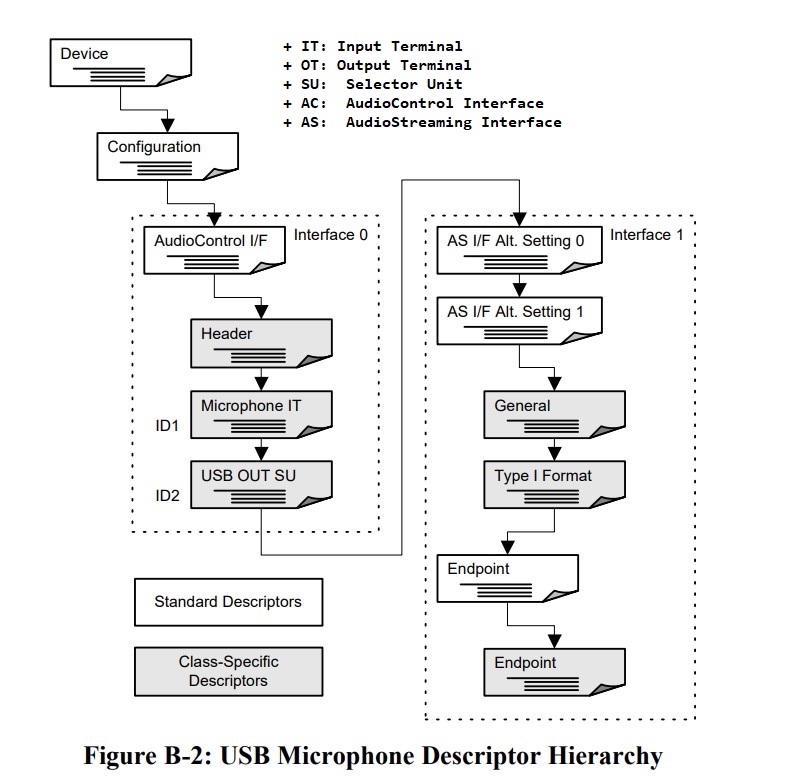 Device
+ IT: Input Terminal
+ OT: Output Terminal
+ SU: Selector Unit
+ AC: AudioControl Interface
+ AS: AudioStreaming Interface
Configuration
Interface 0
AudioControl I/F
Header
Microphone IT
ID1
USB OUT SU
ID2
Interface 1
AS I/F Alt. Setting 0
AS I/F Alt. Setting 1
General
Type I Format
Endpoint
Endpoint
Standard Descriptors
Class-Specific
Descriptors
Figure B-2: USB Microphone Descriptor Hierarchy